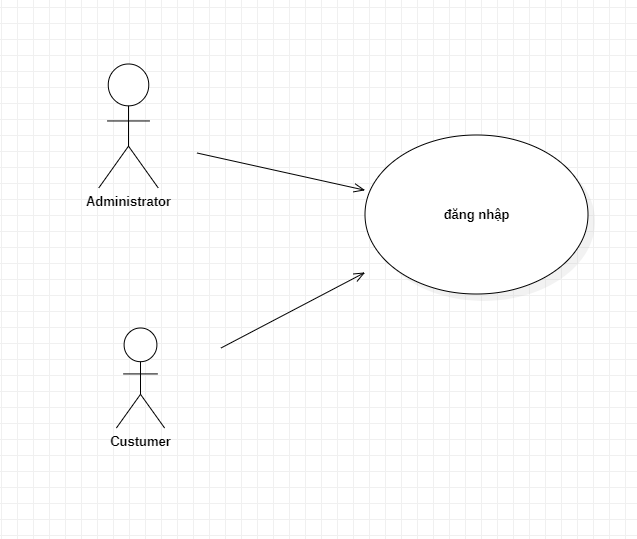 Administrator
đăng nhập
Custumer